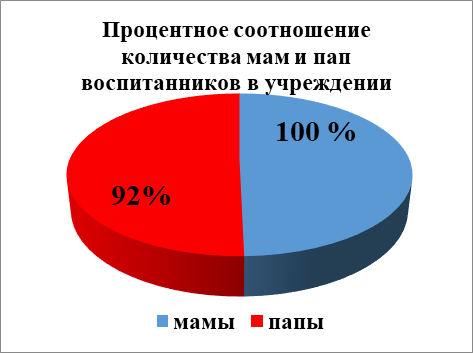 Процентное соотношение
количества мам и пап
воспитанников в учреждении
100 %
92%
мамы папы